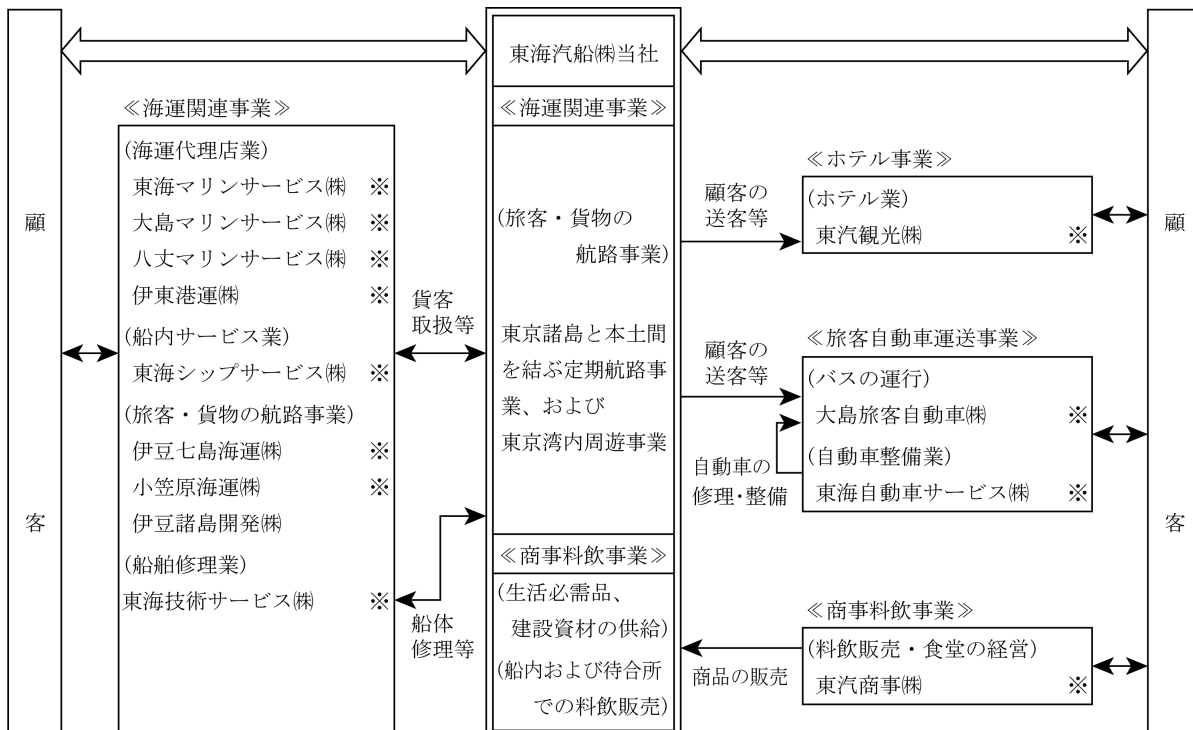 顧
客
≪海運関連事業≫
(海運代理店業)
東海マリンサービス㈱ ※
大島マリンサービス㈱ ※
八丈マリンサービス㈱ ※
伊東港運㈱ ※
(船内サービス業)
東海シップサービス㈱ ※
(旅客・貨物の航路事業)
伊豆七島海運㈱ ※
小笠原海運㈱ ※
伊豆諸島開発㈱
(船舶修理業)
東海技術サービス㈱ ※
貨客
取扱等
船体
修理等
東海汽船㈱当社
≪海運関連事業≫
(旅客・貨物の
航路事業)
東京諸島と本土間
を結ぶ定期航路事
業、および
東京湾内周遊事業
≪商事料飲事業≫
(生活必需品、
建設資材の供給)
(船内および待合所
での料飲販売)
顧客の
送客等
顧客の
送客等
自動車の
修理･整備
商品の販売
≪ホテル事業≫
(ホテル業)
東汽観光㈱ ※
≪旅客自動車運送事業≫
(バスの運行)
大島旅客自動車㈱ ※
(自動車整備業)
東海自動車サービス㈱ ※
≪商事料飲事業≫
(料飲販売・食堂の経営)
東汽商事㈱ ※
顧
客